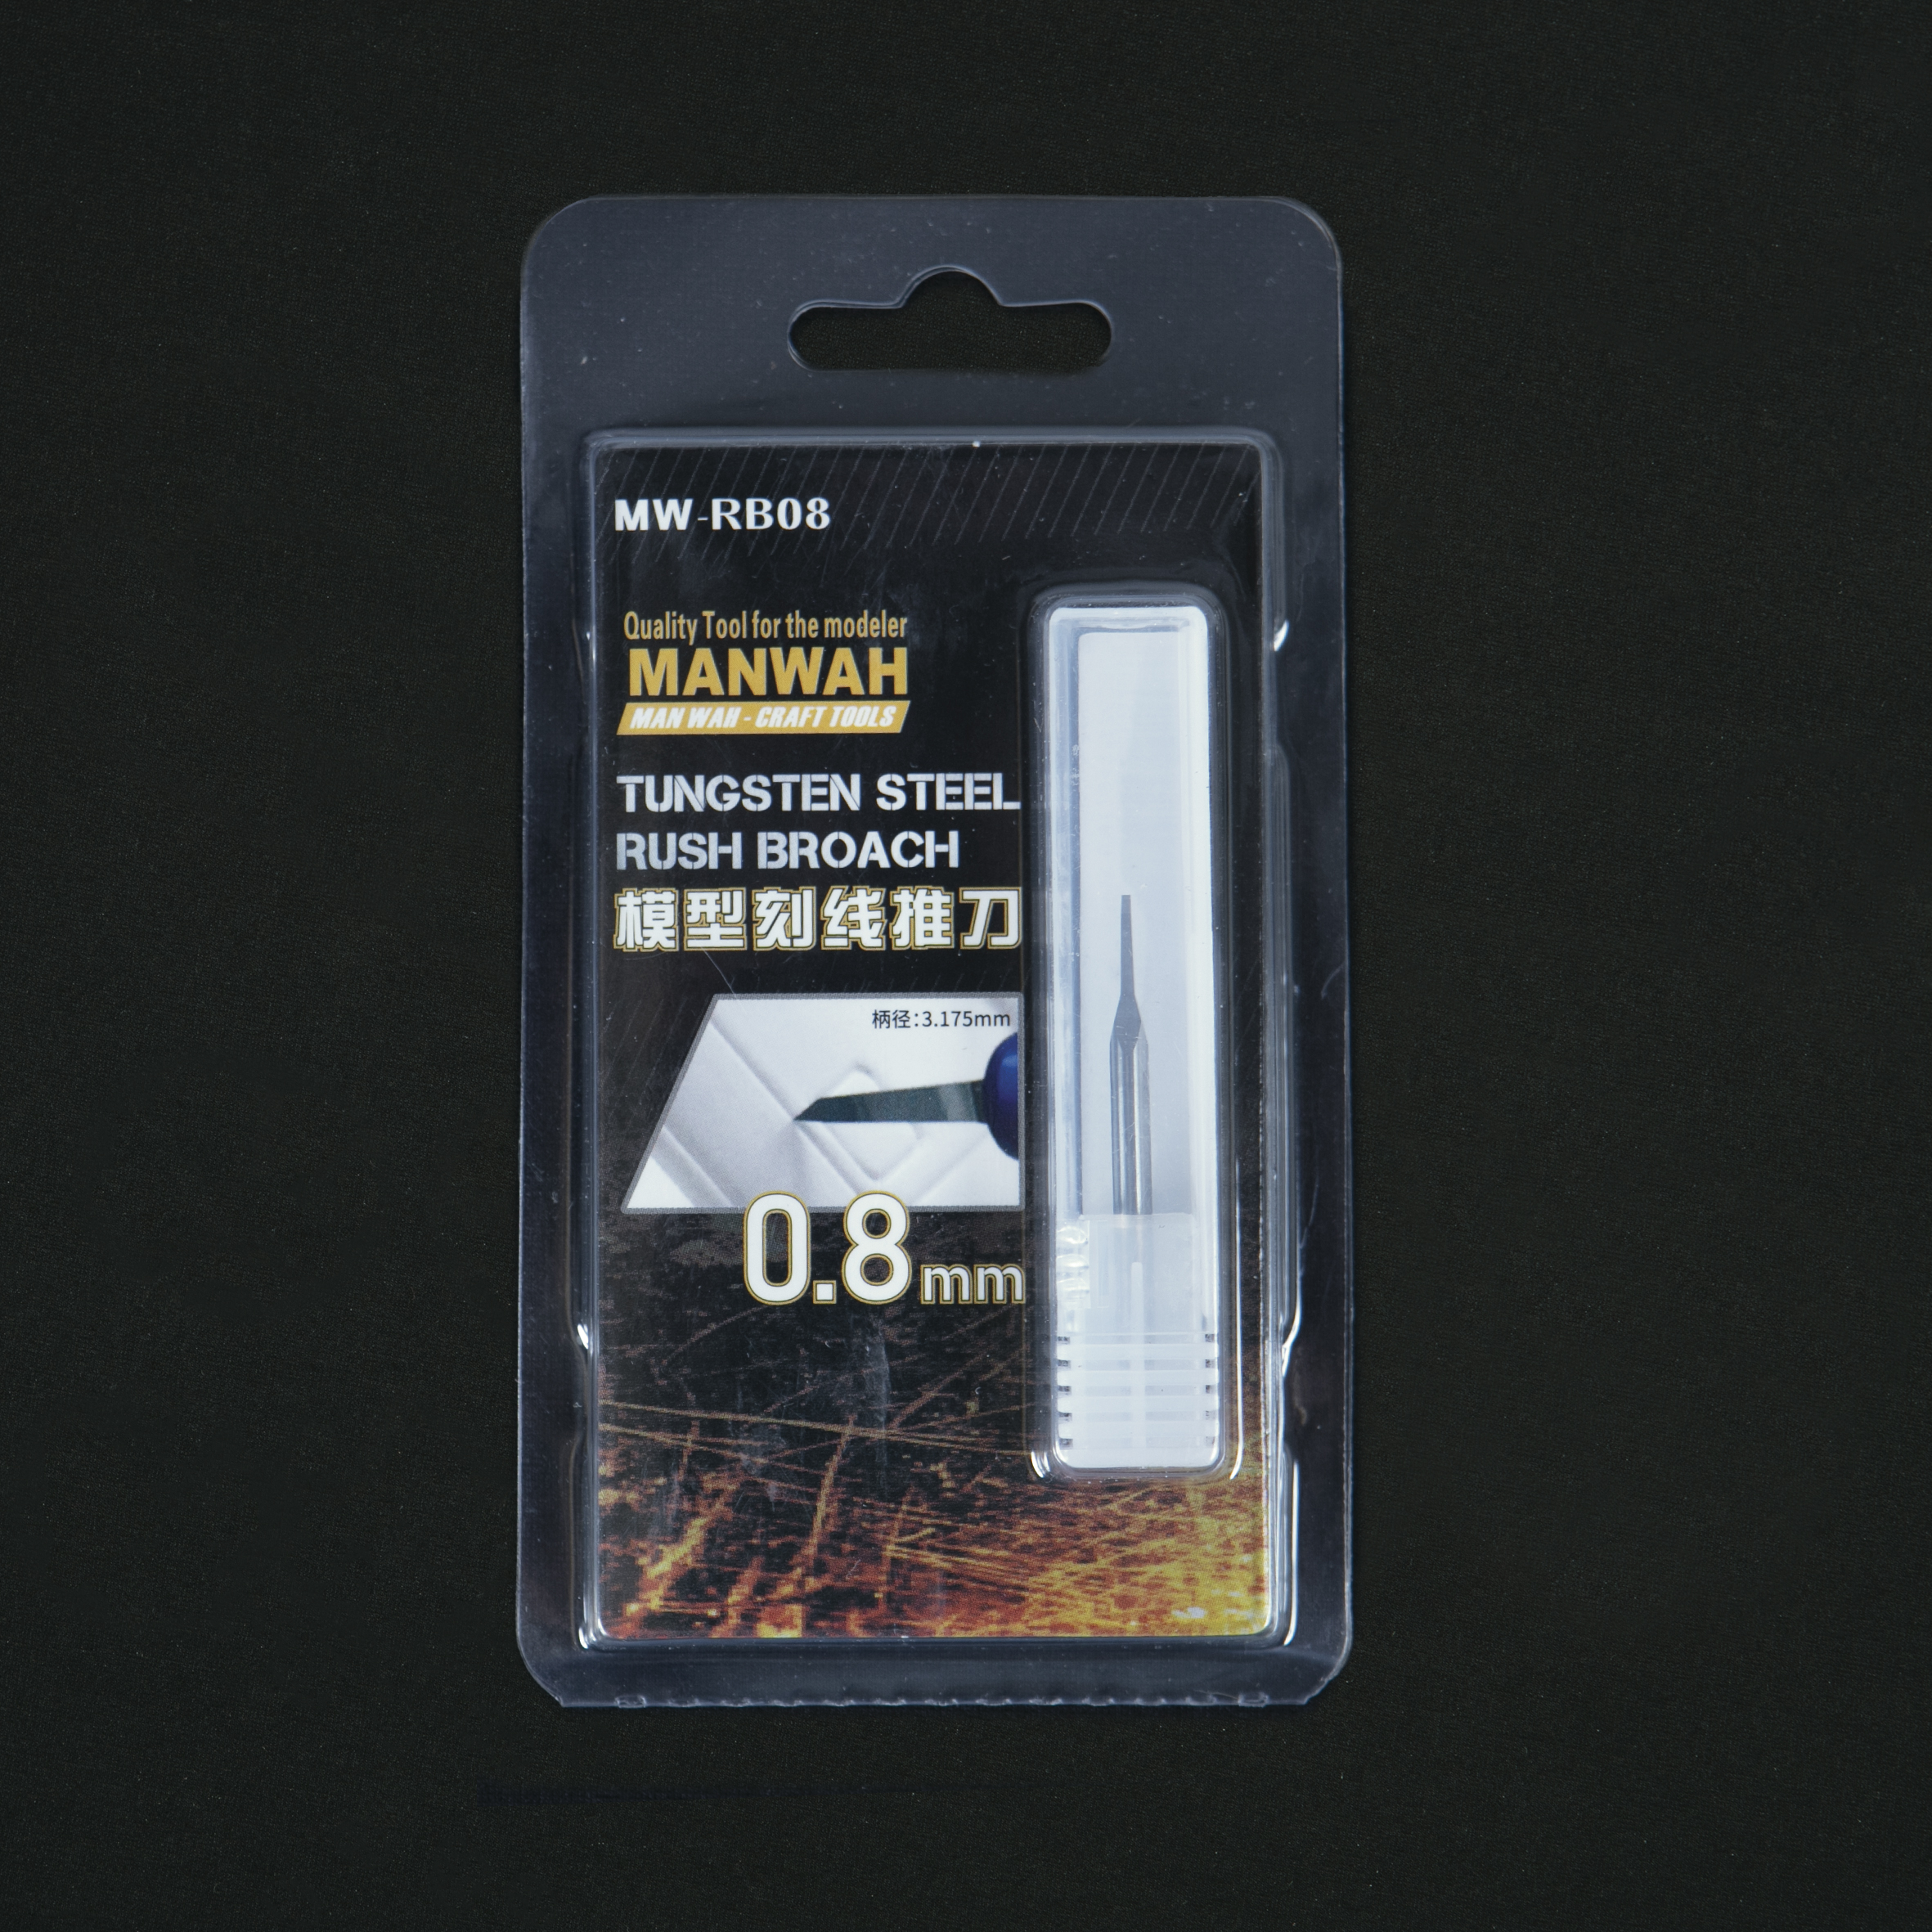 MW-RB08
Quality Tool for the modeler
MANWAH
MAN WAH - CRAFT TOOLS
TUNGSTEN STEEL
RUSH BROACH
模型刻线推刀
柄径:3.175mm
0.8mm